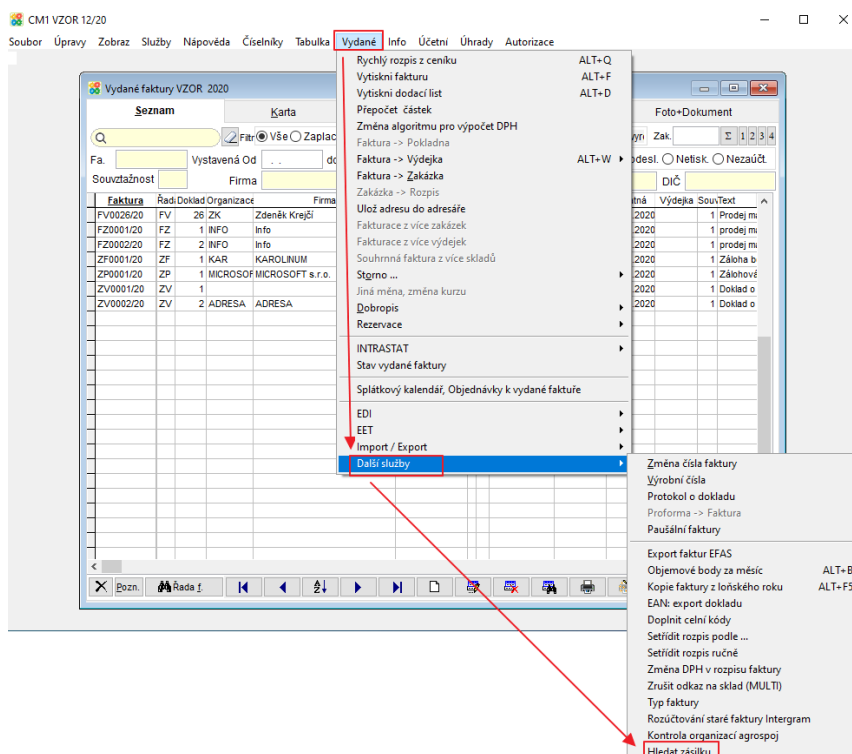 CM1 VZOR 12/20
Soubor Úpravy Zobraz Služby Nápověda Číselníky Tabulka Vydané Info Účetní Úhrady Autorizace
Vydané faktury VZOR 2020
Seznam Karta Foto+Dokument
Filtr Vše Zaplac Zak. Σ 1 2 3 4
Fa. Vystavená Od . . do odesl. Netisk. Nezaúčt.
Souvztažnost Firma DIČ
Faktura Řada Doklad Organizace Firma Výdejka Souv Text
FV0026/20 FV 26 ZK Zdeněk Krejčí .2020 1 Prodej ma
FZ0001/20 FZ 1 INFO Info .2020 1 prodej ma
FZ0002/20 FZ 2 INFO Info .2020 1 prodej ma
ZF0001/20 ZF 1 KAR KAROLINUM .2020 1 Záloha b
ZP0001/20 ZP 1 MICROSOF MICROSOFT s.r.o. .2020 1 Zálohová
ZV0001/20 ZV 1 .2020 1 Doklad o
ZV0002/20 ZV 2 ADRESA ADRESA .2020 1 Doklad o
Pozn. Řada f.
Rychlý rozpis z ceníku ALT+Q
Vytiskni fakturu ALT+F
Vytiskni dodací list ALT+D
Přepočet částek
Změna algoritmu pro výpočet DPH
Faktura -> Pokladna
Faktura -> Výdejka ALT+W
Faktura -> Zakázka
Zakázka -> Rozpis
Ulož adresu do adresáře
Fakturace z více zakázek
Fakturace z více výdejek
Souhrnná faktura z více skladů
Storno ...
Jiná měna, změna kurzu
Dobropis
Rezervace
INTRASTAT
Stav vydané faktury
Splátkový kalendář, Objednávky k vydané faktuře
EDI
EET
Import / Export
Další služby
Změna čísla faktury
Výrobní čísla
Protokol o dokladu
Proforma -> Faktura
Paušální faktury
Export faktur EFAS
Objemové body za měsíc ALT+B
Kopie faktury z loňského roku ALT+F5
EAN: export dokladu
Doplnit celní kódy
Setřídit rozpis podle ...
Setřídit rozpis ručně
Změna DPH v rozpisu faktury
Zrušit odkaz na sklad (MULTI)
Typ faktury
Rozúčtování staré faktury Intergram
Kontrola organizací agrospoj
Hledat zásilku